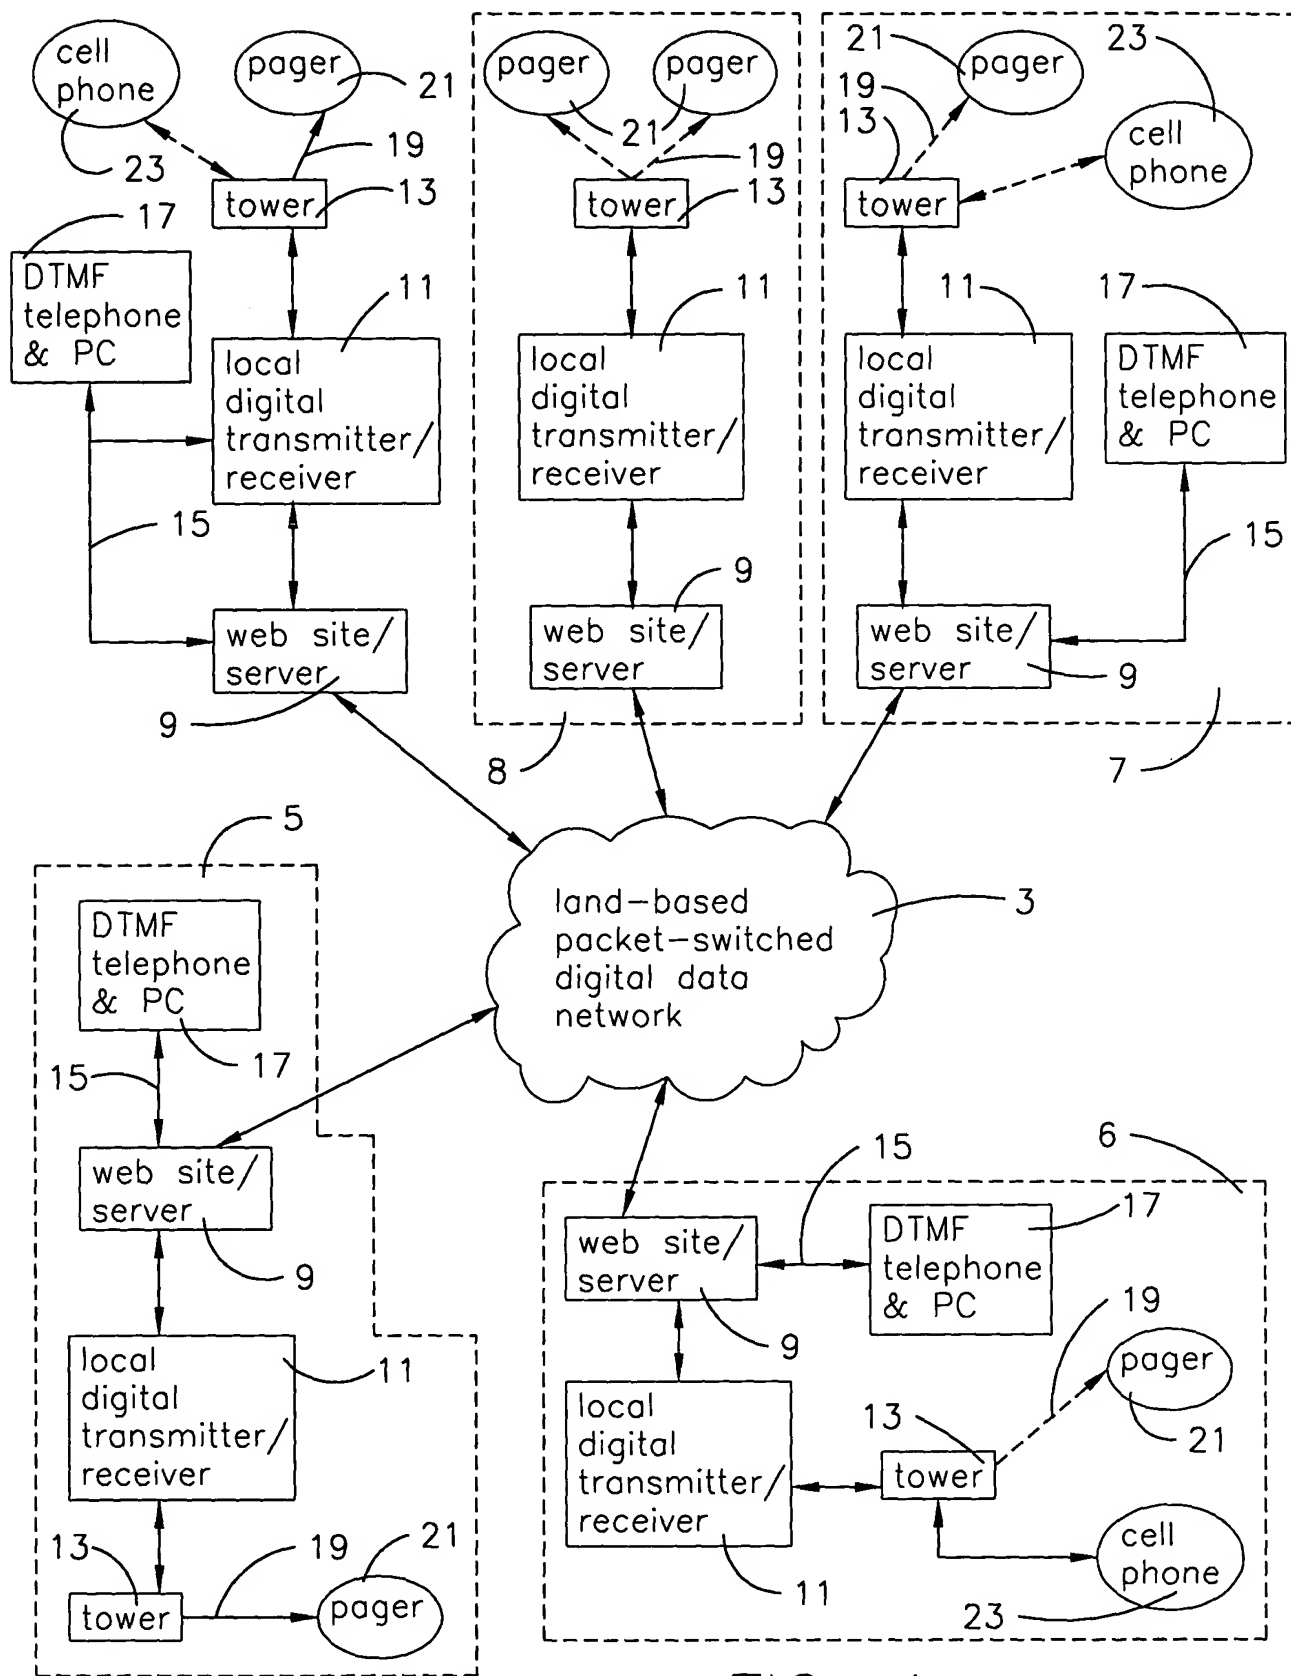 cell
phone
23
pager
21
19
tower
13
17
DTMF
telephone
& PC
11
local
digital
transmitter/
receiver
15
web site/
server
9
pager
pager
21
19
tower
13
11
local
digital
transmitter/
receiver
9
web site/
server
8
21
pager
23
19
13
cell
phone
tower
11
17
local
digital
transmitter/
receiver
DTMF
telephone
& PC
15
web site/
server
9
7
land-based
packet-switched
digital data
network
3
5
DTMF
telephone
& PC
17
15
web site/
server
9
local
digital
transmitter/
receiver
11
13
19
21
tower
pager
6
15
web site/
server
9
17
DTMF
telephone
& PC
19
pager
21
local
digital
transmitter/
receiver
11
13
tower
cell
phone
23